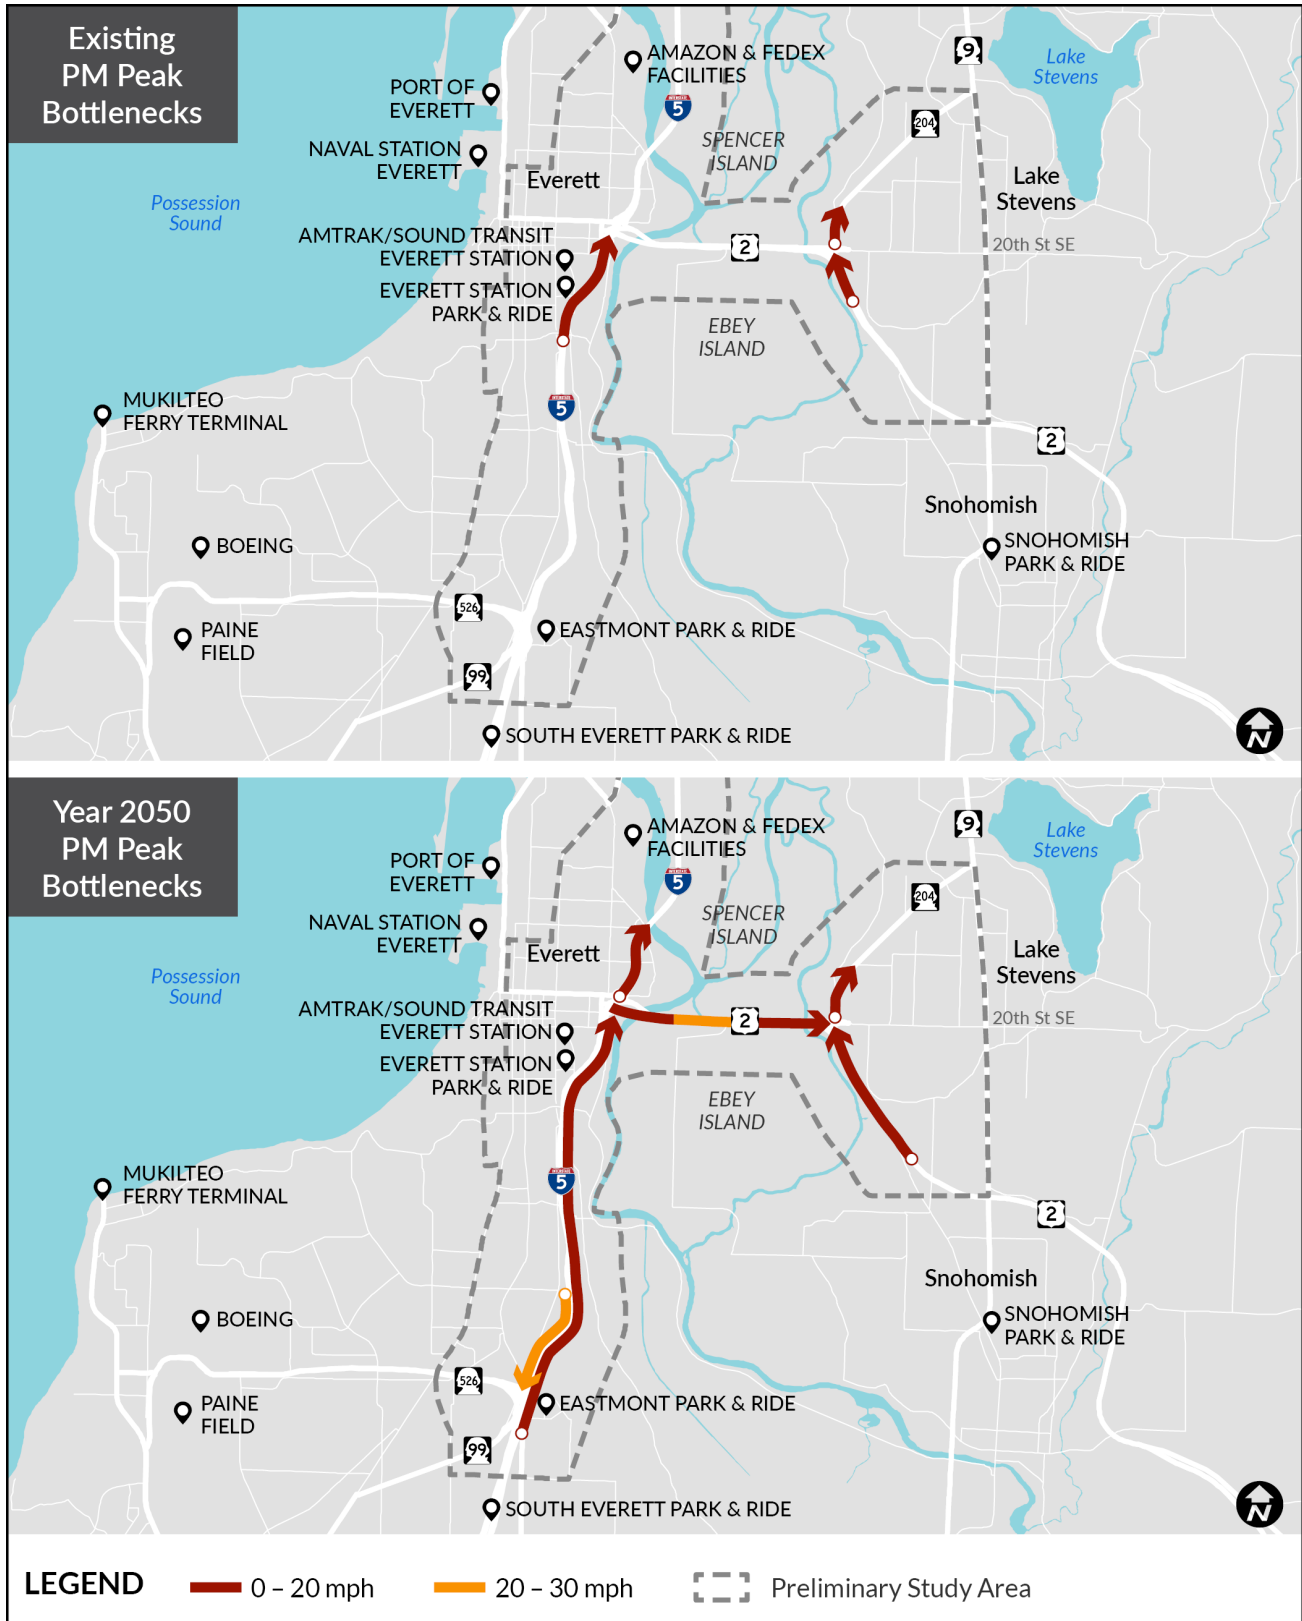 Existing
PM Peak
Bottlenecks
AMAZON & FEDEX
FACILITIES
9
Lake
Stevens
PORT OF
EVERETT
INTERSTATE
5
204
SPENCER
ISLAND
NAVAL STATION
EVERETT
Everett
Lake
Stevens
Possession
Sound
AMTRAK/SOUND TRANSIT
EVERETT STATION
2
20th St SE
EVERETT STATION
PARK & RIDE
EBEY
ISLAND
MUKILTEO
FERRY TERMINAL
INTERSTATE
5
2
Snohomish
BOEING
SNOHOMISH
PARK & RIDE
526
PAINE
FIELD
EASTMONT PARK & RIDE
99
SOUTH EVERETT PARK & RIDE
N
Year 2050
PM Peak
Bottlenecks
AMAZON & FEDEX
FACILITIES
9
Lake
Stevens
PORT OF
EVERETT
INTERSTATE
5
204
SPENCER
ISLAND
NAVAL STATION
EVERETT
Everett
Lake
Stevens
Possession
Sound
AMTRAK/SOUND TRANSIT
EVERETT STATION
2
20th St SE
EVERETT STATION
PARK & RIDE
EBEY
ISLAND
MUKILTEO
FERRY TERMINAL
INTERSTATE
5
2
Snohomish
BOEING
SNOHOMISH
PARK & RIDE
526
PAINE
FIELD
EASTMONT PARK & RIDE
99
SOUTH EVERETT PARK & RIDE
N
LEGEND
0 – 20 mph
20 – 30 mph
Preliminary Study Area